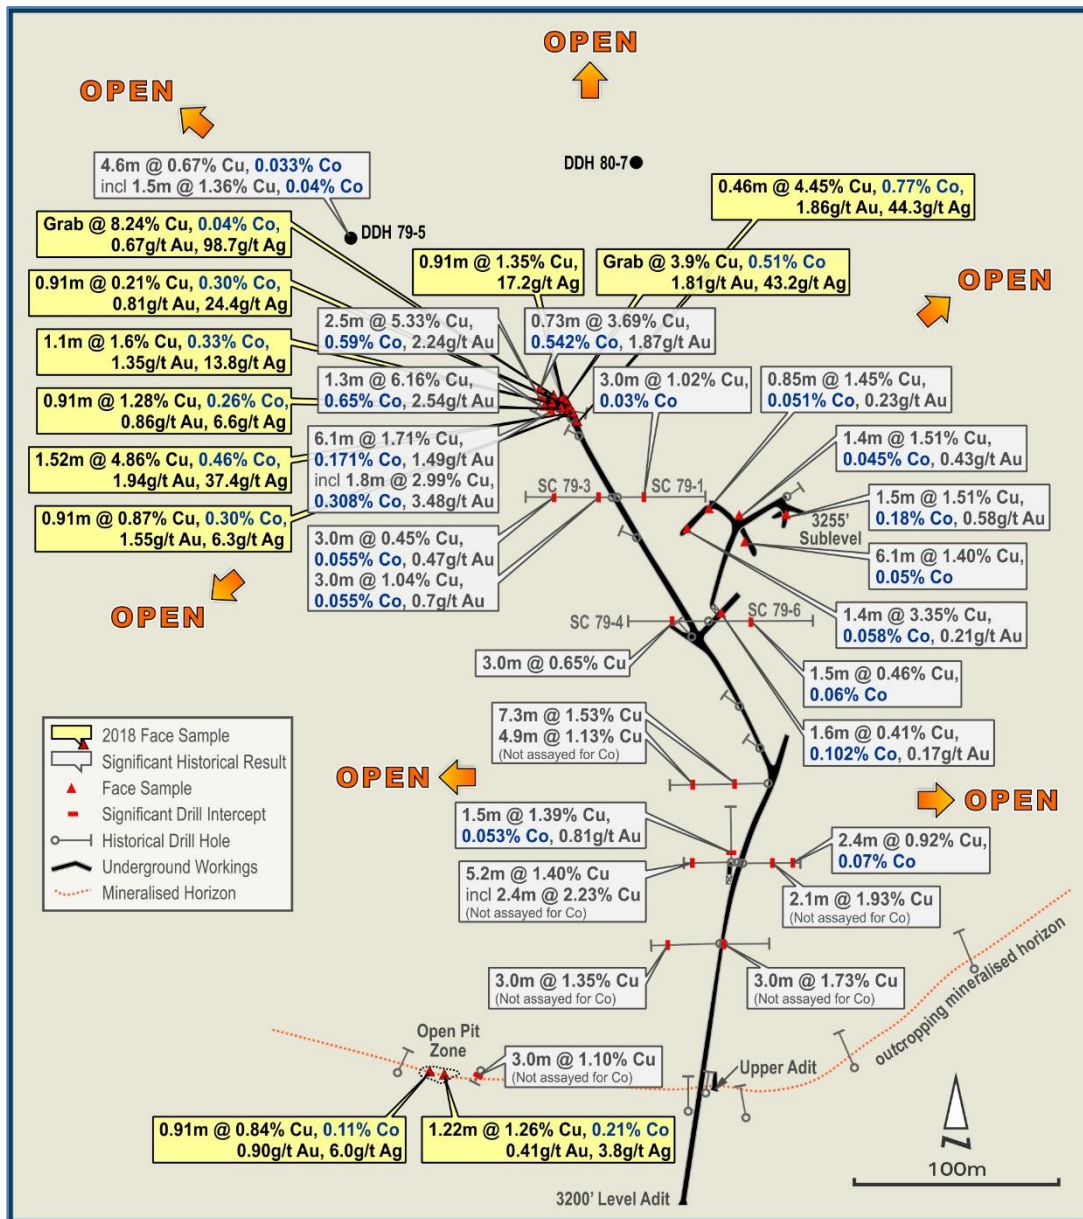 OPEN
OPEN
4.6m @ 0.67% Cu, 0.033% Co
incl 1.5m @ 1.36% Cu, 0.04% Co
DDH 80-7
DDH 79-5
0.46m @ 4.45% Cu, 0.77% Co,
1.86g/t Au, 44.3g/t Ag
Grab @ 8.24% Cu, 0.04% Co,
0.67g/t Au, 98.7g/t Ag
0.91m @ 1.35% Cu,
17.2g/t Ag
Grab @ 3.9% Cu, 0.51% Co
1.81g/t Au, 43.2g/t Ag
OPEN
0.91m @ 0.21% Cu, 0.30% Co
0.81g/t Au, 24.4g/t Ag
2.5m @ 5.33% Cu,
0.59% Co, 2.24g/t Au
0.73m @ 3.69% Cu,
0.542% Co, 1.87g/t Au
1.1m @ 1.6% Cu, 0.33% Co,
1.35g/t Au, 13.8g/t Ag
1.3m @ 6.16% Cu,
0.65% Co, 2.54g/t Au
3.0m @ 1.02% Cu,
0.03% Co
0.85m @ 1.45% Cu,
0.051% Co, 0.23g/t Au
0.91m @ 1.28% Cu, 0.26% Co,
0.86g/t Au, 6.6g/t Ag
6.1m @ 1.71% Cu,
0.171% Co, 1.49g/t Au
incl 1.8m @ 2.99% Cu,
0.308% Co, 3.48g/t Au
1.4m @ 1.51% Cu,
0.045% Co, 0.43g/t Au
1.52m @ 4.86% Cu, 0.46% Co,
1.94g/t Au, 37.4g/t Ag
SC 79-3
SC 79-1
1.5m @ 1.51% Cu,
0.18% Co, 0.58g/t Au
3255'
Sublevel
0.91m @ 0.87% Cu, 0.30% Co
1.55g/t Au, 6.3g/t Ag
3.0m @ 0.45% Cu,
0.055% Co, 0.47g/t Au
3.0m @ 1.04% Cu,
0.055% Co, 0.7g/t Au
6.1m @ 1.40% Cu,
0.05% Co
OPEN
SC 79-4
SC 79-6
1.4m @ 3.35% Cu,
0.058% Co, 0.21g/t Au
3.0m @ 0.65% Cu
1.5m @ 0.46% Cu,
0.06% Co
7.3m @ 1.53% Cu
4.9m @ 1.13% Cu
(Not assayed for Co)
1.6m @ 0.41% Cu,
0.102% Co, 0.17g/t Au
2018 Face Sample
Significant Historical Result
Face Sample
Significant Drill Intercept
Historical Drill Hole
Underground Workings
Mineralised Horizon
OPEN
OPEN
1.5m @ 1.39% Cu,
0.053% Co, 0.81g/t Au
2.4m @ 0.92% Cu,
0.07% Co
5.2m @ 1.40% Cu
incl 2.4m @ 2.23% Cu
(Not assayed for Co)
2.1m @ 1.93% Cu
(Not assayed for Co)
3.0m @ 1.35% Cu
(Not assayed for Co)
3.0m @ 1.73% Cu
(Not assayed for Co)
outcropping mineralised horizon
Open Pit
Zone
3.0m @ 1.10% Cu
(Not assayed for Co)
Upper Adit
0.91m @ 0.84% Cu, 0.11% Co
0.90g/t Au, 6.0g/t Ag
1.22m @ 1.26% Cu, 0.21% Co
0.41g/t Au, 3.8g/t Ag
N
100m
3200' Level Adit